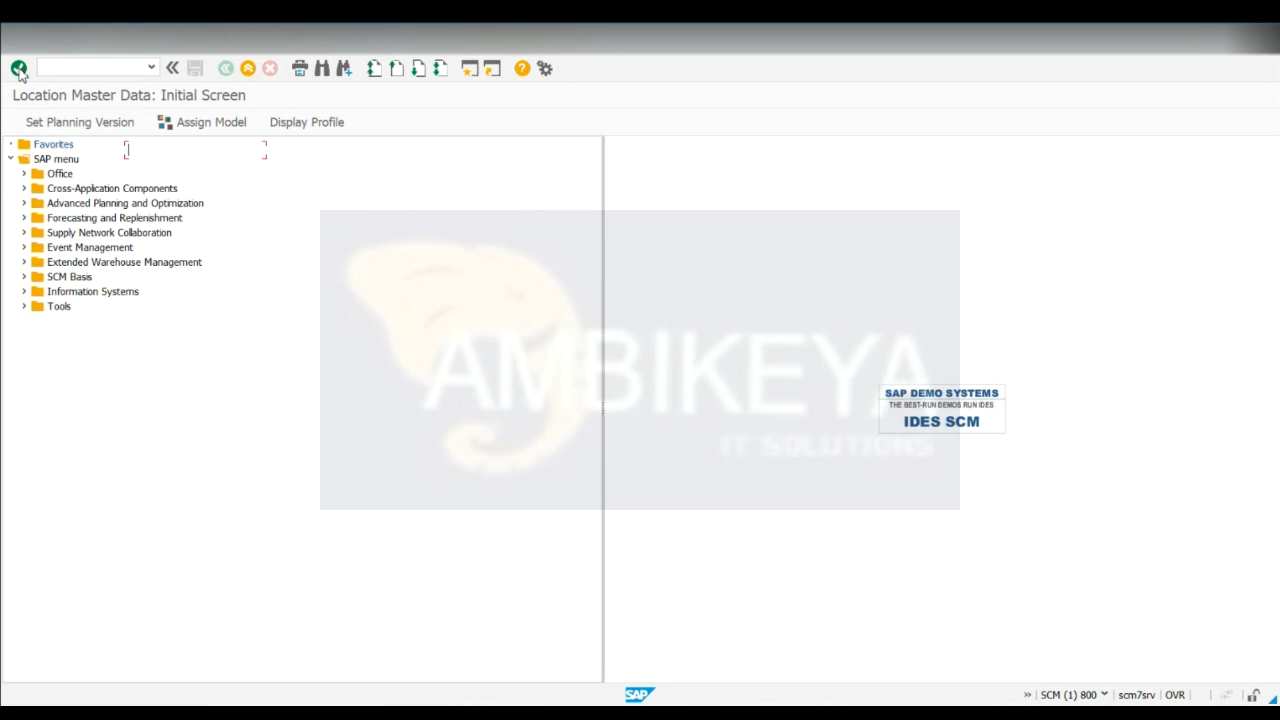 Location Master Data: Initial Screen
Set Planning Version Assign Model Display Profile
Favorites
SAP menu
Office
Cross-Application Components
Advanced Planning and Optimization
Forecasting and Replenishment
Supply Network Collaboration
Event Management
Extended Warehouse Management
SCM Basis
Information Systems
Tools
AMBIKEYA
IT SOLUTIONS
SAP DEMO SYSTEMS
THE BEST-RUN DEMOS RUN IDES
IDES SCM
SAP
SCM (1) 800 scm7srv OVR